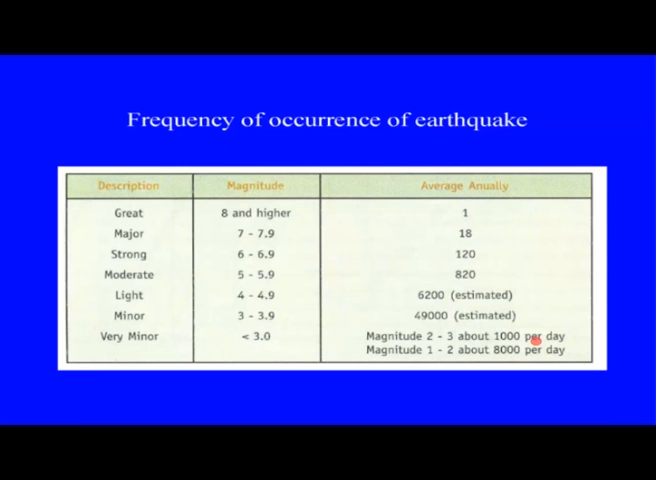 Frequency of occurrence of earthquake
Description Magnitude Average Anually
Great 8 and higher 1
Major 7 - 7.9 18
Strong 6 - 6.9 120
Moderate 5 - 5.9 820
Light 4 - 4.9 6200 (estimated)
Minor 3 - 3.9 49000 (estimated)
Very Minor < 3.0 Magnitude 2 - 3 about 1000 per day
Magnitude 1 - 2 about 8000 per day